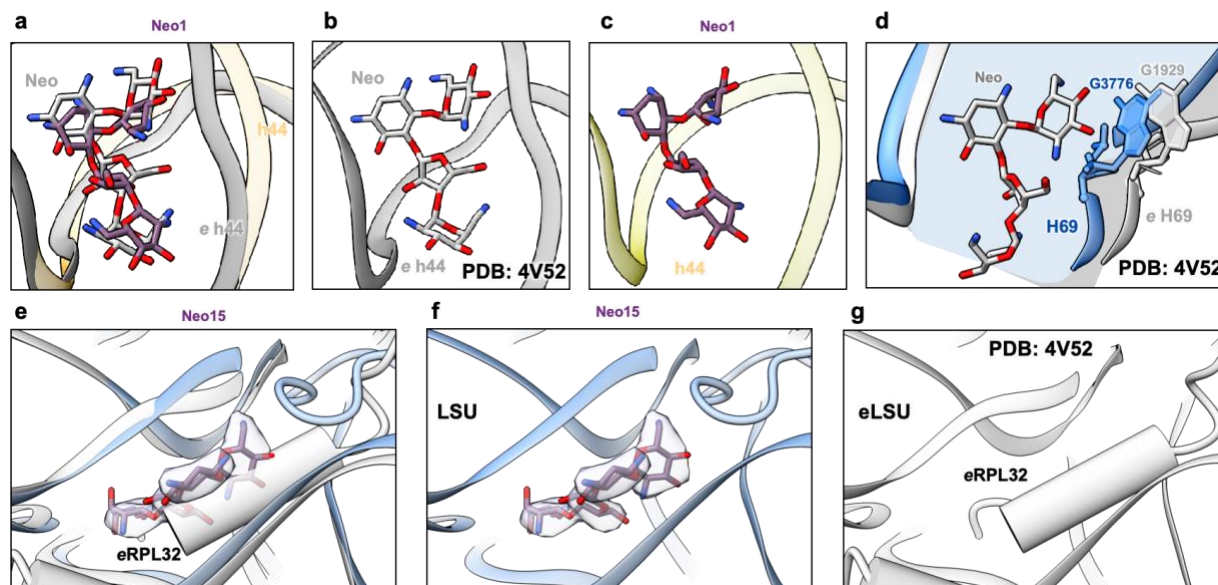 a
Neo1
Neo
h44
e h44
b
Neo
e h44
PDB: 4V52
c
Neo1
h44
d
Neo
G3776
G1929
H69
e H69
PDB: 4V52
e
Neo15
eRPL32
f
Neo15
LSU
g
PDB: 4V52
eLSU
eRPL32